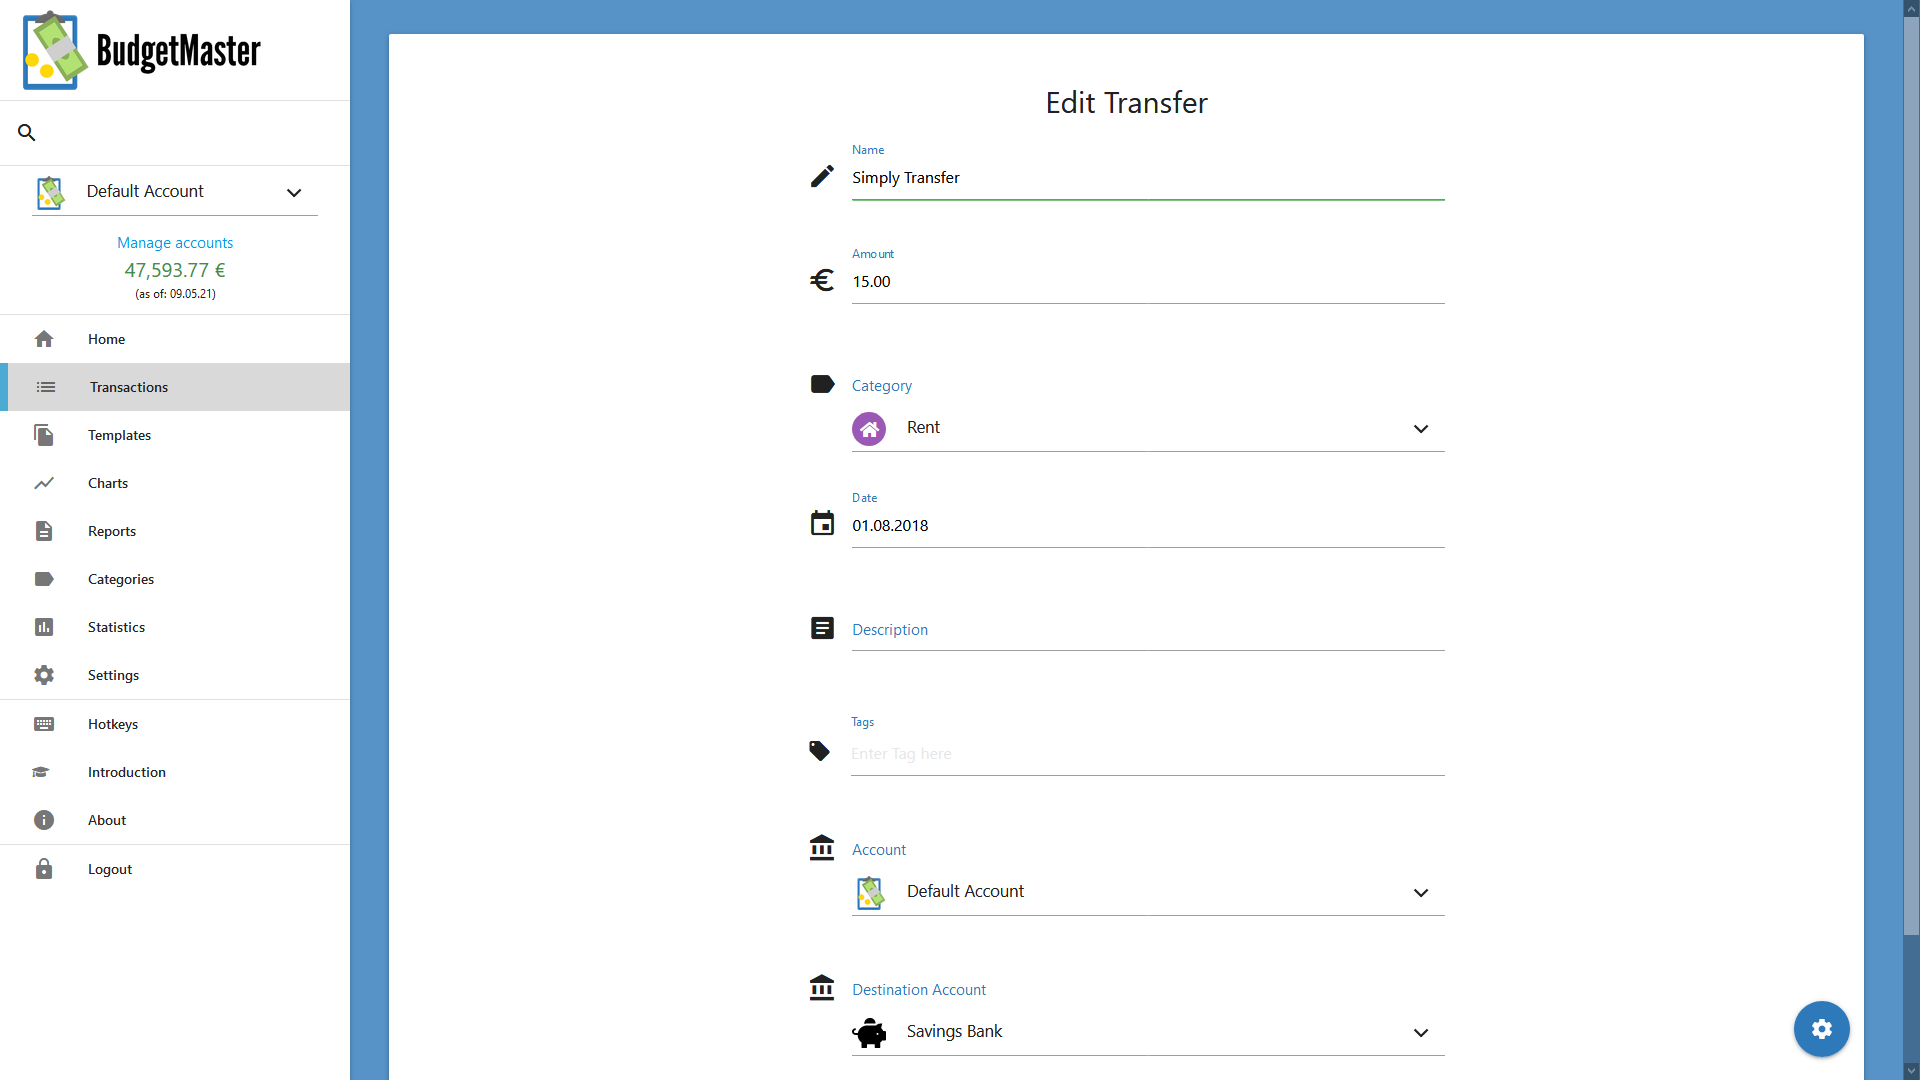 BudgetMaster
Default Account
Manage accounts
47,593.77 €
(as of: 09.05.21)
Home
Transactions
Templates
Charts
Reports
Categories
Statistics
Settings
Hotkeys
Introduction
About
Logout
Edit Transfer
Name
Simply Transfer
Amount
15.00
Category
Rent
Date
01.08.2018
Description
Tags
Enter Tag here
Account
Default Account
Destination Account
Savings Bank